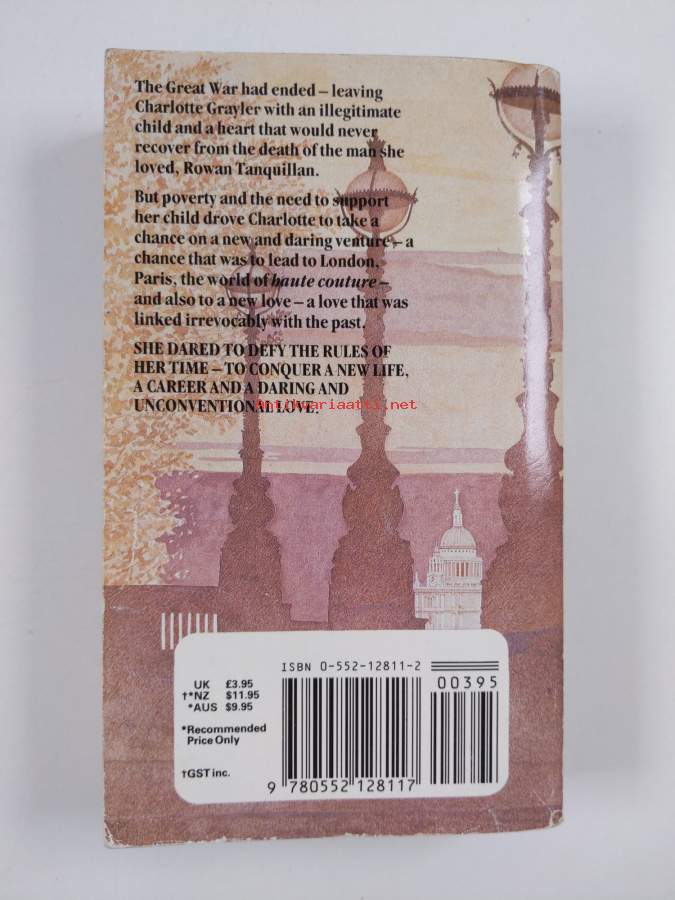 The Great War had ended – leaving
Charlotte Grayler with an illegitimate
child and a heart that would never
recover from the death of the man she
loved, Rowan Tanquillan.
But poverty and the need to support
her child drove Charlotte to take a
chance on a new and daring venture – a
chance that was to lead to London,
Paris, the world of haute couture –
and also to a new love – a love that was
linked irrevocably with the past.
SHE DARED TO DEFY THE RULES OF
HER TIME – TO CONQUER A NEW LIFE,
A CAREER AND A DARING AND
UNCONVENTIONAL LOVE.
Antikvariaatti.net
ISBN 0-552-12811-2
00395
UK £3.95
†*NZ $11.95
*AUS $9.95
*Recommended
Price Only
†GST inc.
9 780552 128117